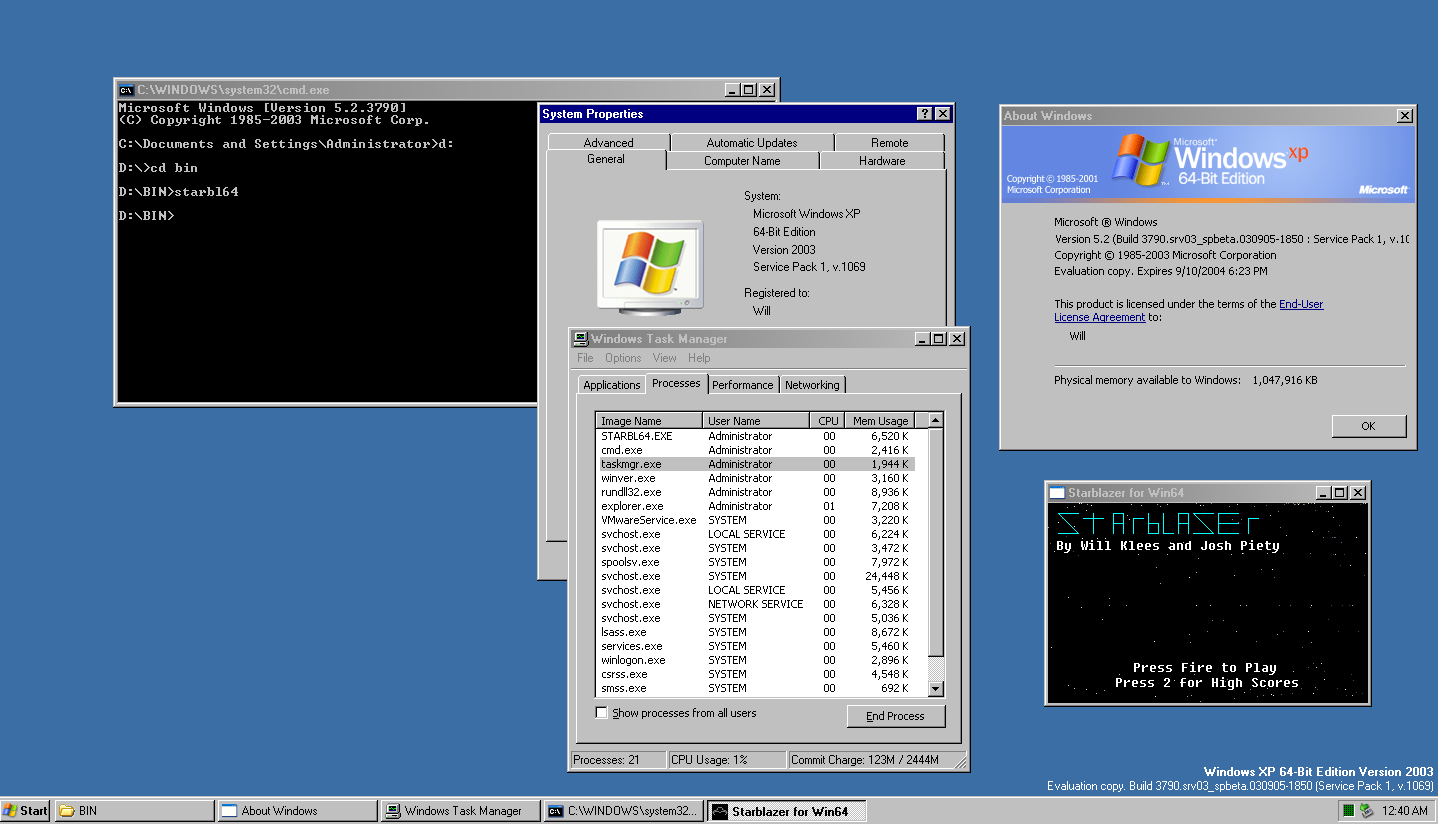 C:\WINDOWS\system32\cmd.exe
Microsoft Windows [Version 5.2.3790]
(C) Copyright 1985-2003 Microsoft Corp.
C:\Documents and Settings\Administrator>d:
D:\>cd bin
D:\BIN>starbl64
D:\BIN>
System Properties
Advanced
Automatic Updates
Remote
General
Computer Name
Hardware
System:
Microsoft Windows XP
64-Bit Edition
Version 2003
Service Pack 1, v.1069
Registered to:
Will
Windows Task Manager
File Options View Help
Applications Processes Performance Networking
Image Name User Name CPU Mem Usage
STARBL64.EXE Administrator 00 6,520 K
cmd.exe Administrator 00 2,416 K
taskmgr.exe Administrator 00 1,944 K
winver.exe Administrator 00 3,160 K
rundll32.exe Administrator 00 8,936 K
explorer.exe Administrator 01 7,208 K
VMwareService.exe SYSTEM 00 3,220 K
svchost.exe LOCAL SERVICE 00 6,224 K
svchost.exe SYSTEM 00 3,472 K
spoolsv.exe SYSTEM 00 7,972 K
svchost.exe SYSTEM 00 24,448 K
svchost.exe LOCAL SERVICE 00 5,456 K
svchost.exe NETWORK SERVICE 00 6,328 K
svchost.exe SYSTEM 00 5,036 K
lsass.exe SYSTEM 00 8,672 K
services.exe SYSTEM 00 5,460 K
winlogon.exe SYSTEM 00 2,896 K
csrss.exe SYSTEM 00 4,548 K
smss.exe SYSTEM 00 692 K
Show processes from all users
End Process
Processes: 21 CPU Usage: 1% Commit Charge: 123M / 2444M
About Windows
Microsoft®
Windows xp
64-Bit Edition
Copyright © 1985-2001
Microsoft Corporation
Microsoft
Microsoft ® Windows
Version 5.2 (Build 3790.srv03_spbeta.030905-1850 : Service Pack 1, v.10
Copyright © 1985-2003 Microsoft Corporation
Evaluation copy. Expires 9/10/2004 6:23 PM
This product is licensed under the terms of the End-User
License Agreement to:
Will
Physical memory available to Windows: 1,047,916 KB
OK
Starblazer for Win64
StArbLAZEr
By Will Klees and Josh Piety
Press Fire to Play
Press 2 for High Scores
Windows XP 64-Bit Edition Version 2003
Evaluation copy. Build 3790.srv03_spbeta.030905-1850 (Service Pack 1, v.1069)
Start
BIN
About Windows
Windows Task Manager
C:\WINDOWS\system32...
Starblazer for Win64
12:40 AM